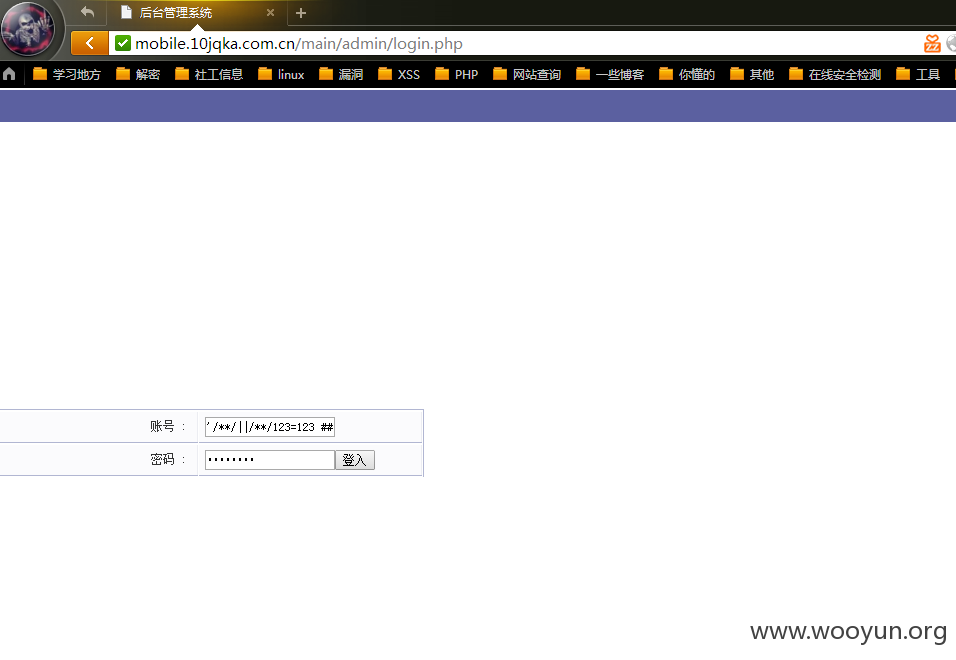 后台管理系统
mobile.10jqka.com.cn/main/admin/login.php
学习地方 解密 社工信息 linux 漏洞 XSS PHP 网站查询 一些博客 你懂的 其他 在线安全检测 工具
账号 : '/**/||/**/123=123 ##
密码 : •••••••• 登入
www.wooyun.org